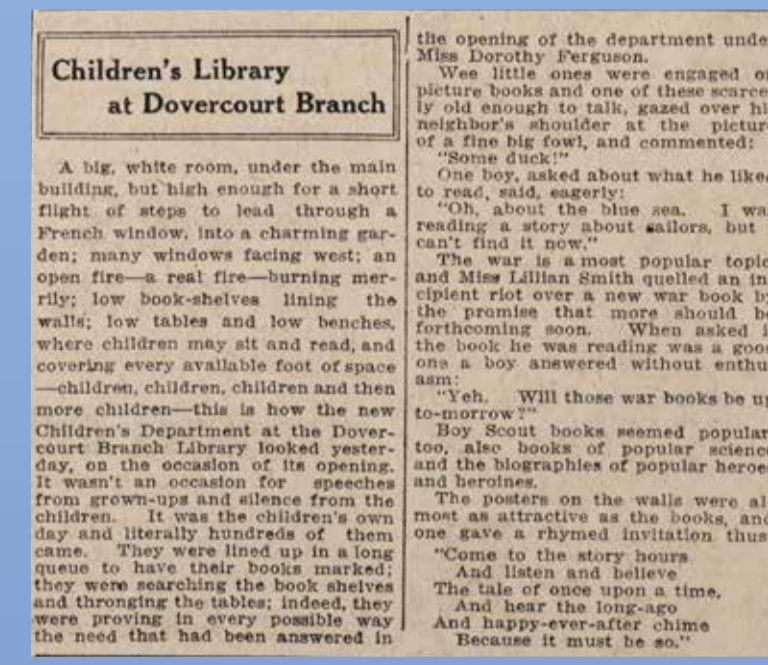 Children's Library
at Dovercourt Branch
A big, white room, under the main
building, but high enough for a short
flight of steps to lead through a
French window, into a charming gar-
den; many windows facing west; an
open fire—a real fire—burning mer-
rily; low book-shelves lining the
walls; low tables and low benches,
where children may sit and read, and
covering every available foot of space
—children, children, children and then
more children—this is how the new
Children's Department at the Dover-
court Branch Library looked yester-
day, on the occasion of its opening.
It wasn't an occasion for speeches
from grown-ups and silence from the
children. It was the children's own
day and literally hundreds of them
came. They were lined up in a long
queue to have their books marked;
they were searching the book shelves
and thronging the tables; indeed, they
were proving in every possible way
the need that had been answered in
the opening of the department unde
Miss Dorothy Ferguson.
Wee little ones were engaged o
picture books and one of these scarce
ly old enough to talk, gazed over hi
neighbor's shoulder at the pictur
of a fine big fowl, and commented:
"Some duck!"
One boy, asked about what he like
to read, said, eagerly:
"Oh, about the blue sea. I wa
reading a story about sailors, but
can't find it now."
The war is a most popular topic
and Miss Lillian Smith quelled an in
cipient riot over a new war book b
the promise that more should b
forthcoming soon. When asked i
the book he was reading was a goo
one a boy answered without enthu
asm:
"Yeh. Will those war books be up
to-morrow?"
Boy Scout books seemed popular
too, also books of popular science
and the biographies of popular heroe
and heroines.
The posters on the walls were al
most as attractive as the books, and
one gave a rhymed invitation thus
"Come to the story hours
And listen and believe
The tale of once upon a time,
And hear the long-ago
And happy-ever-after chime
Because it must be so."